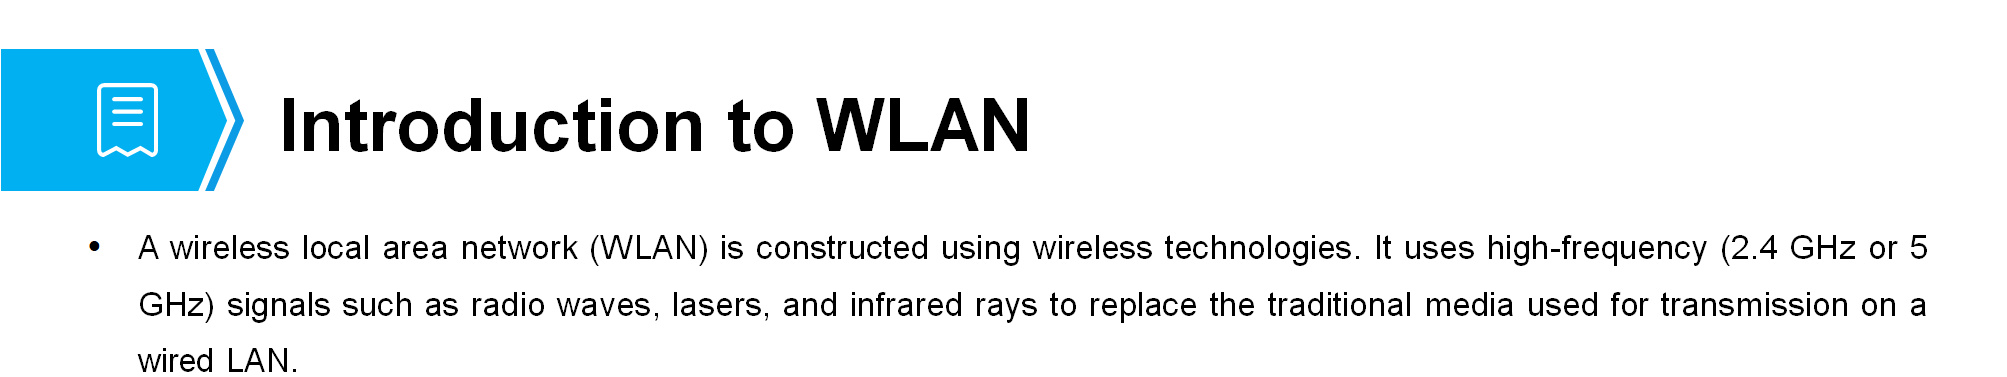 Introduction to WLAN
• A wireless local area network (WLAN) is constructed using wireless technologies. It uses high-frequency (2.4 GHz or 5
GHz) signals such as radio waves, lasers, and infrared rays to replace the traditional media used for transmission on a
wired LAN.